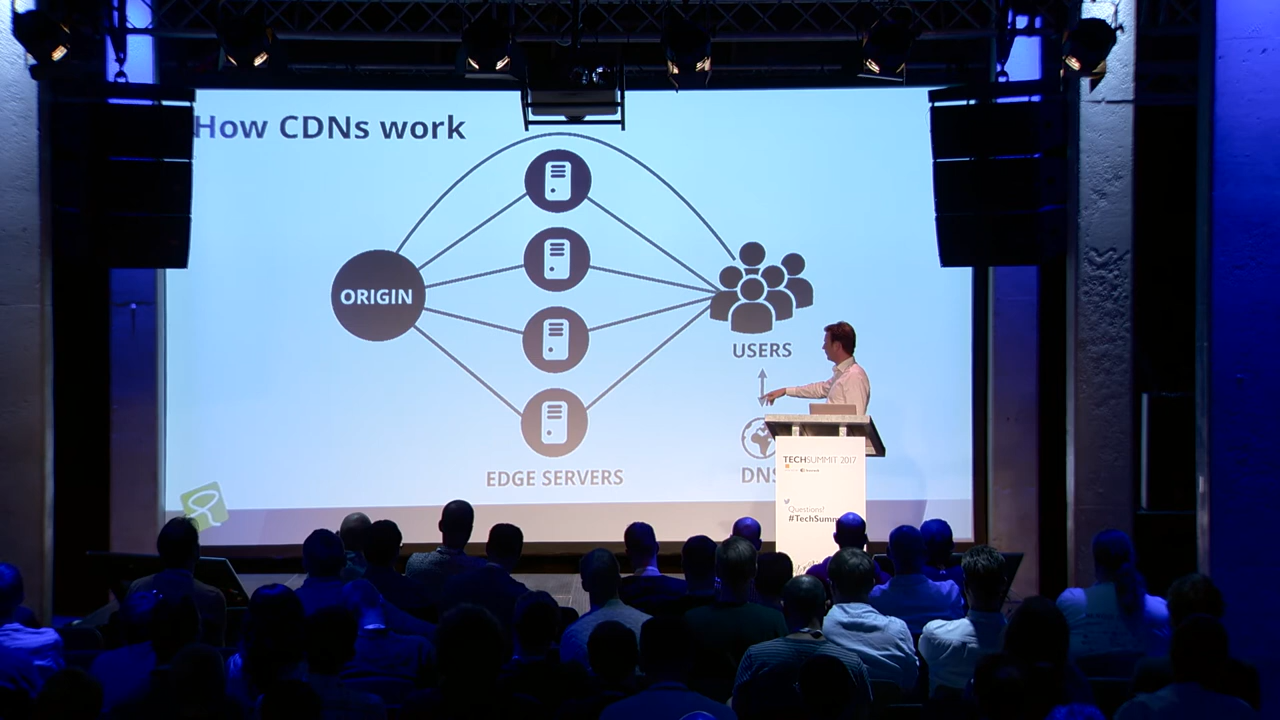 How CDNs work
ORIGIN
USERS
EDGE SERVERS
DNS
TECHSUMMIT 2017
Questions?
#TechSumm